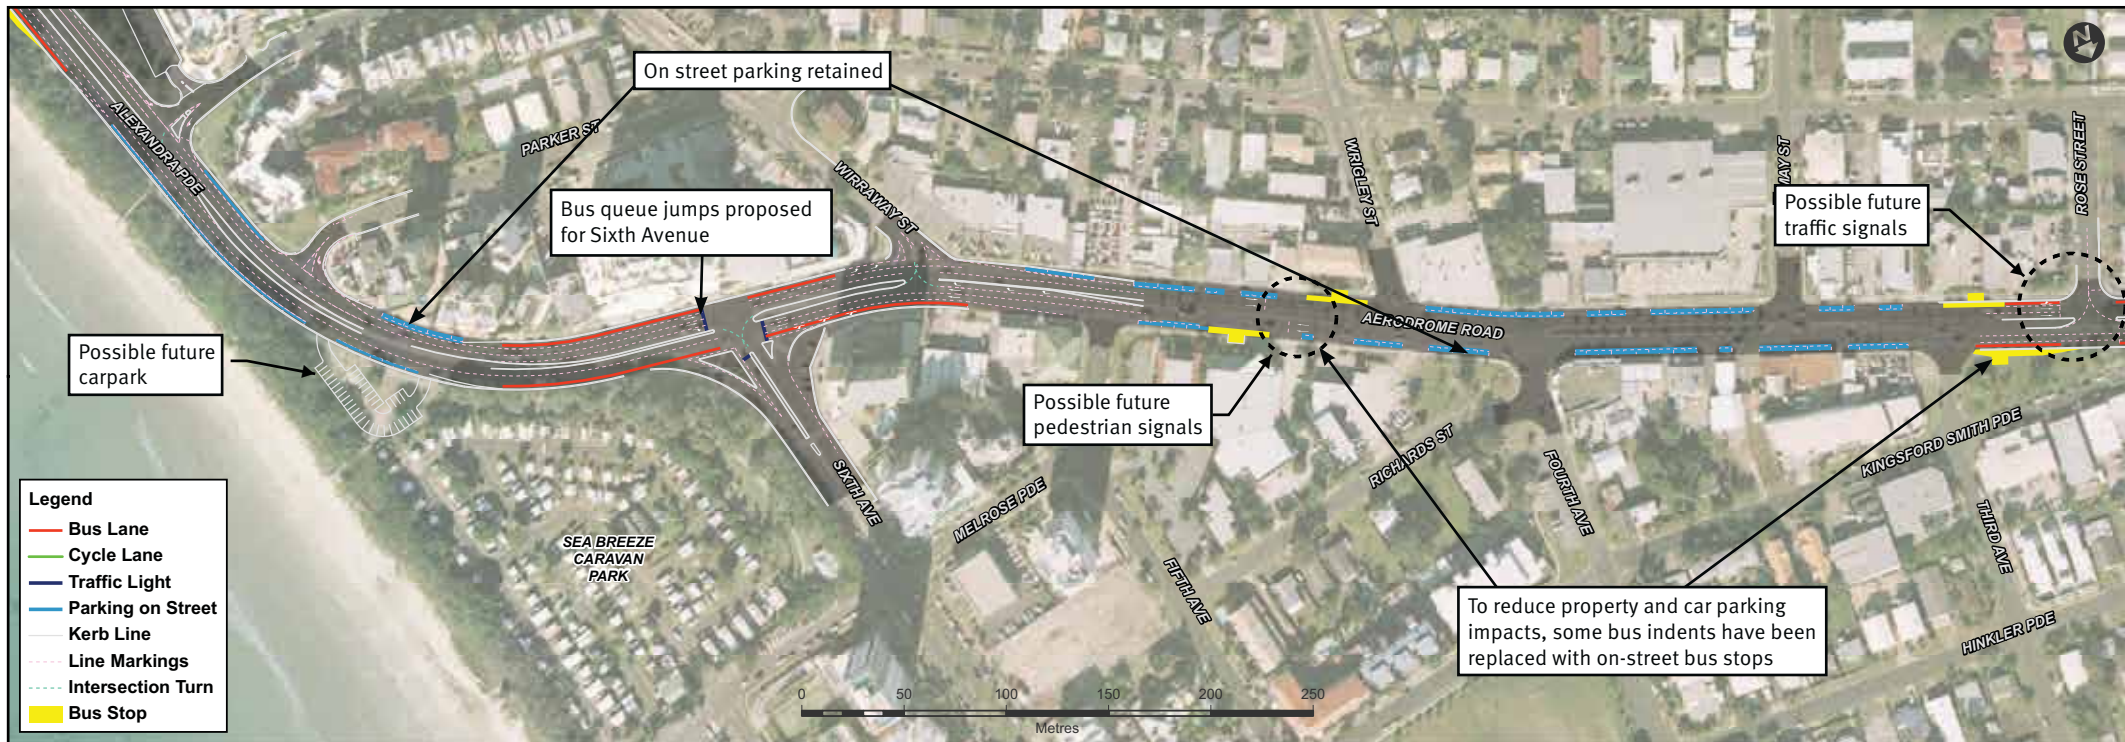 On street parking retained
ALEXANDRA PDE
PARKER ST
WIRRAWAY ST
WRIGLEY ST
MAY ST
ROSE STREET
N
Bus queue jumps proposed
for Sixth Avenue
Possible future
traffic signals
AERODROME ROAD
Possible future
carpark
Possible future
pedestrian signals
SIXTH AVE
MELROSE PDE
FIFTH AVE
RICHARDS ST
FOURTH AVE
KINGSFORD SMITH PDE
THIRD AVE
HINKLER PDE
SEA BREEZE
CARAVAN
PARK
To reduce property and car parking
impacts, some bus indents have been
replaced with on-street bus stops
Legend
Bus Lane
Cycle Lane
Traffic Light
Parking on Street
Kerb Line
Line Markings
Intersection Turn
Bus Stop
0 50 100 150 200 250
Metres